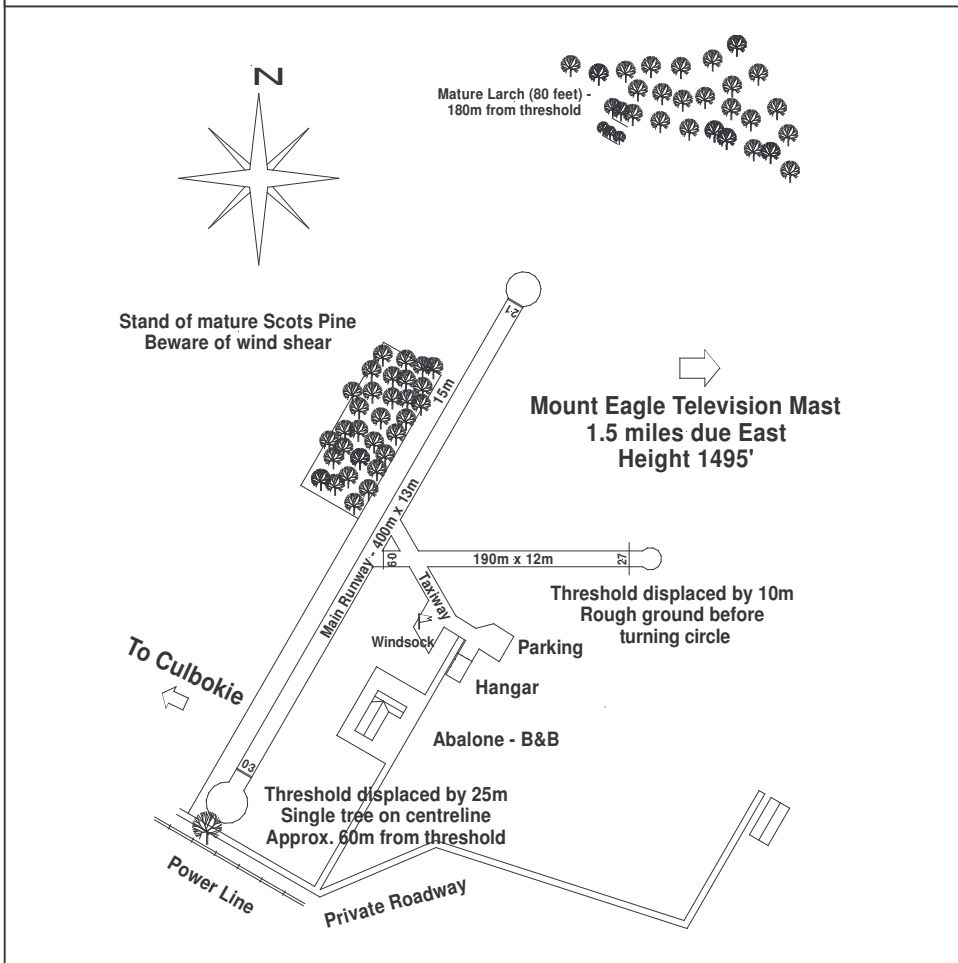 N
Mature Larch (80 feet) -
180m from threshold
Stand of mature Scots Pine
Beware of wind shear
21
15m
Mount Eagle Television Mast
1.5 miles due East
Height 1495'
Main Runway - 400m x 13m
09
190m x 12m
27
Taxiway
Threshold displaced by 10m
Rough ground before
turning circle
Windsock
Parking
To Culbokie
Hangar
Abalone - B&B
03
Threshold displaced by 25m
Single tree on centreline
Approx. 60m from threshold
Power Line
Private Roadway